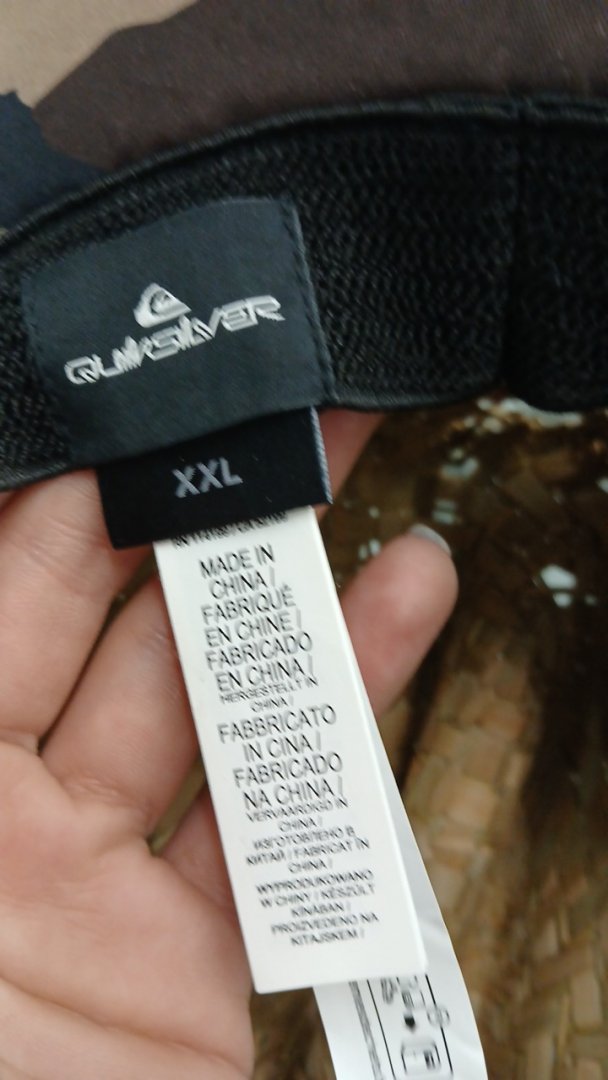 QUIKSILVER
XXL
MADE IN
CHINA /
FABRIQUÉ
EN CHINE /
FABRICADO
EN CHINA /
HERGESTELLT IN
CHINA /
FABBRICATO
IN CINA /
FABRICADO
NA CHINA /
VERVAARDIGD IN
CHINA /
ИЗГОТОВЛЕНО В
КИТАЙ / FABRICAT ÎN
CHINA /
WYPRODUKOWANO
W CHINY / KÉSZÜLT
KÍNÁBAN /
PROIZVEDENO NA
KITAJSKEM /